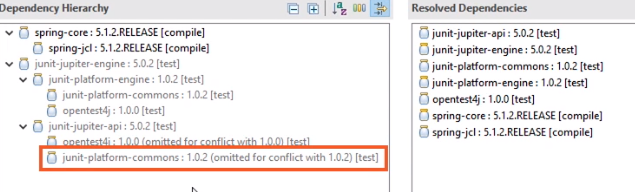 Dependency Hierarchy
spring-core : 5.1.2.RELEASE [compile]
spring-jcl : 5.1.2.RELEASE [compile]
junit-jupiter-engine : 5.0.2 [test]
junit-platform-engine : 1.0.2 [test]
junit-platform-commons : 1.0.2 [test]
opentest4j : 1.0.0 [test]
junit-jupiter-api : 5.0.2 [test]
opentest4j : 1.0.0 (omitted for conflict with 1.0.0) [test]
junit-platform-commons : 1.0.2 (omitted for conflict with 1.0.2) [test]
Resolved Dependencies
junit-jupiter-api : 5.0.2 [test]
junit-jupiter-engine : 5.0.2 [test]
junit-platform-commons : 1.0.2 [test]
junit-platform-engine : 1.0.2 [test]
opentest4j : 1.0.0 [test]
spring-core : 5.1.2.RELEASE [compile]
spring-jcl : 5.1.2.RELEASE [compile]